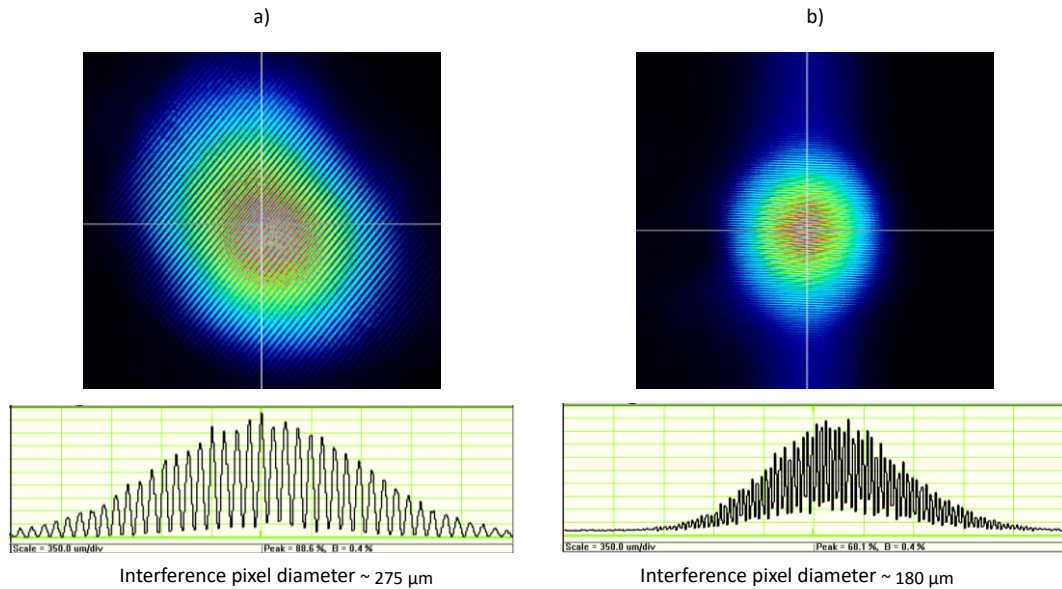 a)
b)
Scale = 350.0 um/div
Peak = 88.6 %, B = 0.4 %
Scale = 350.0 um/div
Peak = 68.1 %, B = 0.4 %
Interference pixel diameter ~ 275 µm
Interference pixel diameter ~ 180 µm